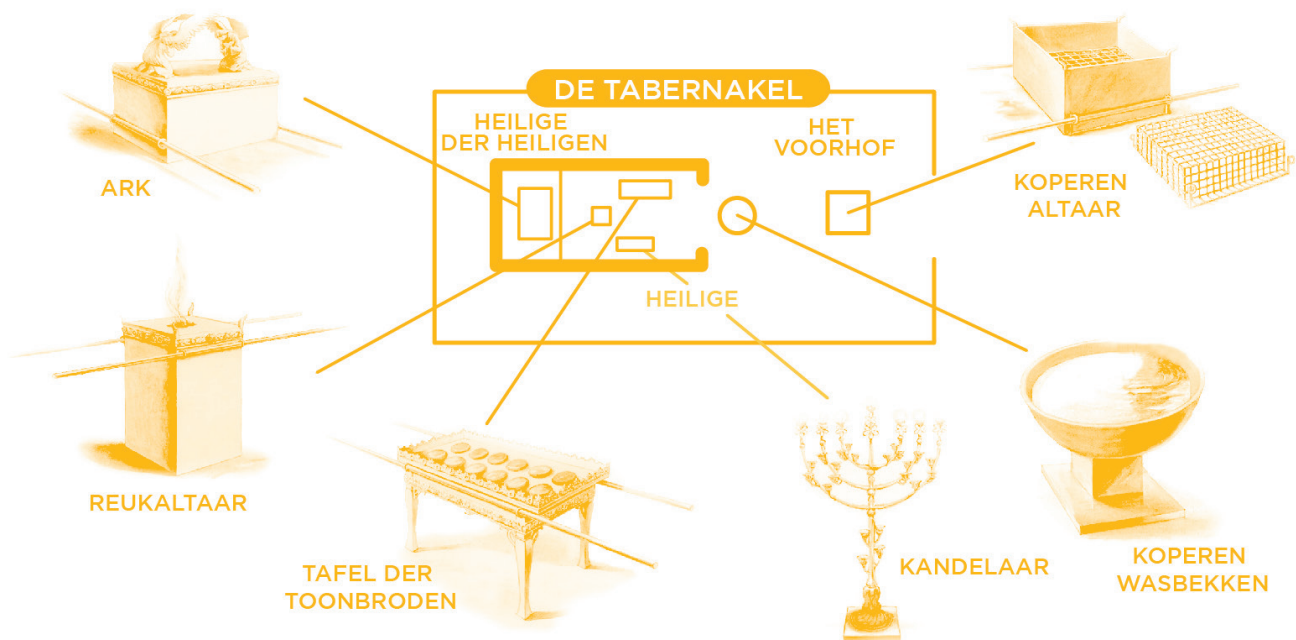 DE TABERNAKEL
HEILIGE
DER HEILIGEN
HET
VOORHOF
HEILIGE
ARK
KOPEREN
ALTAAR
REUKALTAAR
TAFEL DER
TOONBRODEN
KANDELAAR
KOPEREN
WASBEKKEN